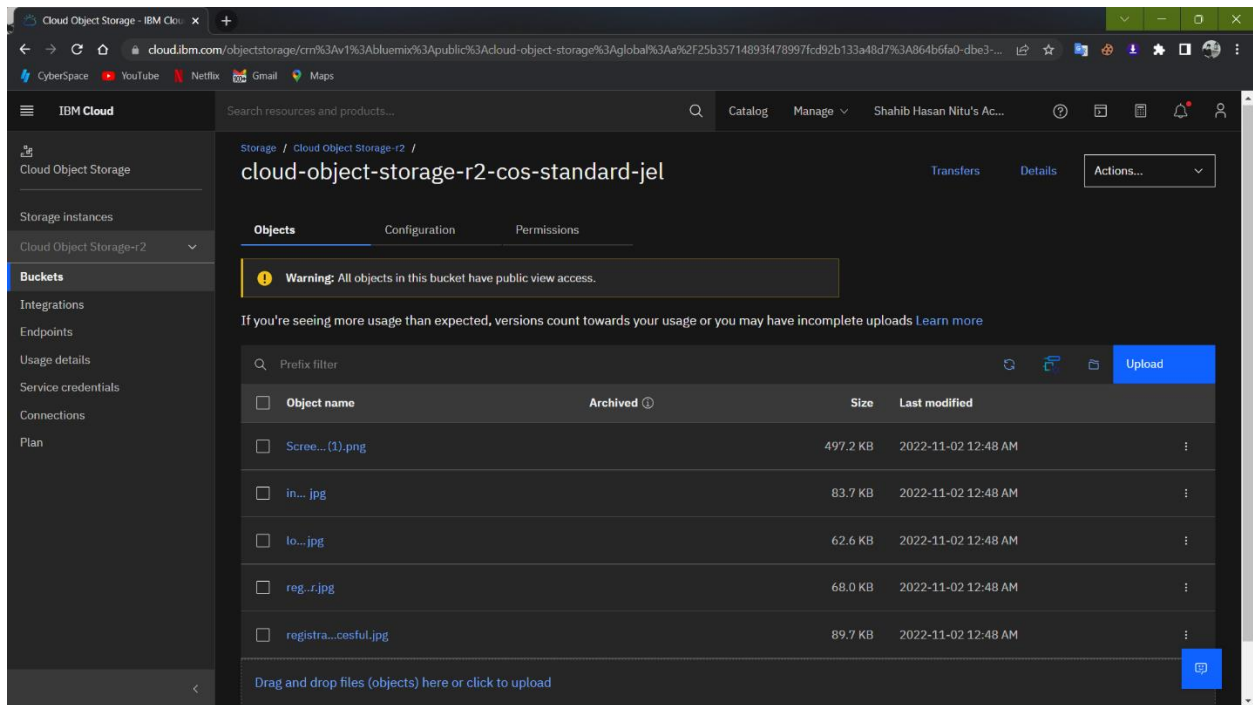 Cloud Object Storage - IBM Clou
cloud.ibm.com/objectstorage/crn%3Av1%3Abluemix%3Apublic%3Acloud-object-storage%3Aglobal%3Aa%2F25b35714893f478997fcd92b133a48d7%3A864b6fa0-dbe3-...
CyberSpace YouTube Netflix Gmail Maps
IBM Cloud Search resources and products... Catalog Manage Shahib Hasan Nitu's Ac...
Cloud Object Storage
Storage instances
Cloud Object Storage-r2
Buckets
Integrations
Endpoints
Usage details
Service credentials
Connections
Plan
Storage / Cloud Object Storage-r2 /
cloud-object-storage-r2-cos-standard-jel Transfers Details Actions...
Objects Configuration Permissions
Warning: All objects in this bucket have public view access.
If you're seeing more usage than expected, versions count towards your usage or you may have incomplete uploads Learn more
Prefix filter Upload
Object name Archived Size Last modified
Scree... (1).png 497.2 KB 2022-11-02 12:48 AM
in... jpg 83.7 KB 2022-11-02 12:48 AM
lo... jpg 62.6 KB 2022-11-02 12:48 AM
reg..r.jpg 68.0 KB 2022-11-02 12:48 AM
registra...cesful.jpg 89.7 KB 2022-11-02 12:48 AM
Drag and drop files (objects) here or click to upload